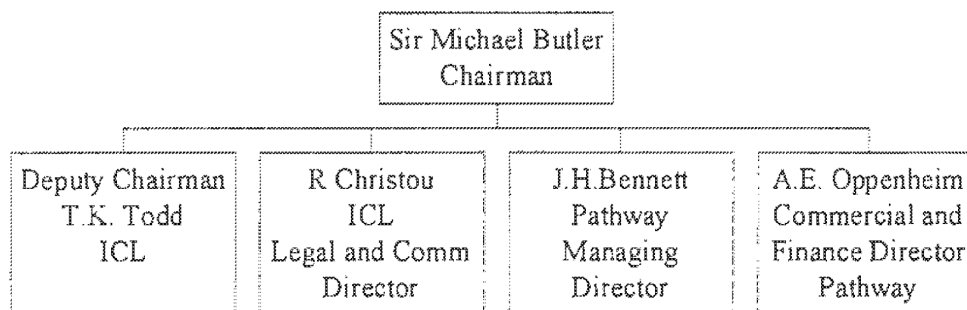 Sir Michael Butler
Chairman
Deputy Chairman
T.K. Todd
ICL
R Christou
ICL
Legal and Comm
Director
J.H.Bennett
Pathway
Managing
Director
A.E. Oppenheim
Commercial and
Finance Director
Pathway